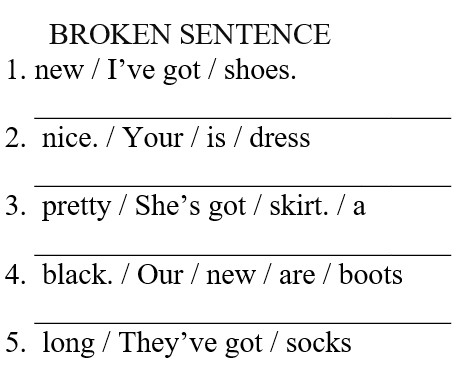 BROKEN SENTENCE
1. new / I’ve got / shoes.
2. nice. / Your / is / dress
3. pretty / She’s got / skirt. / a
4. black. / Our / new / are / boots
5. long / They’ve got / socks